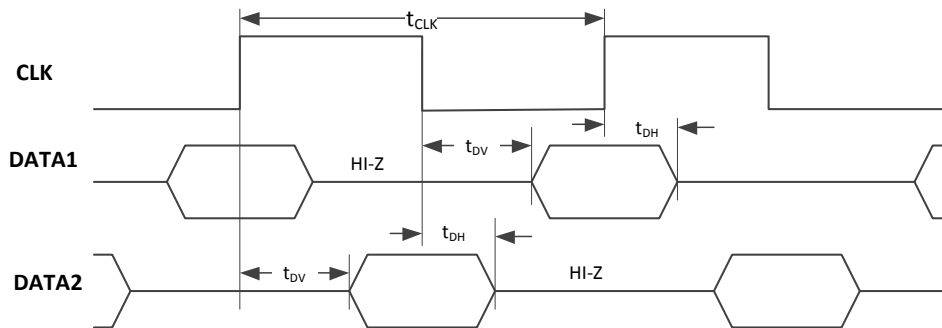 tCLK
CLK
tDH
DATA1
HI-Z
tDV
tDH
DATA2
tDV
HI-Z